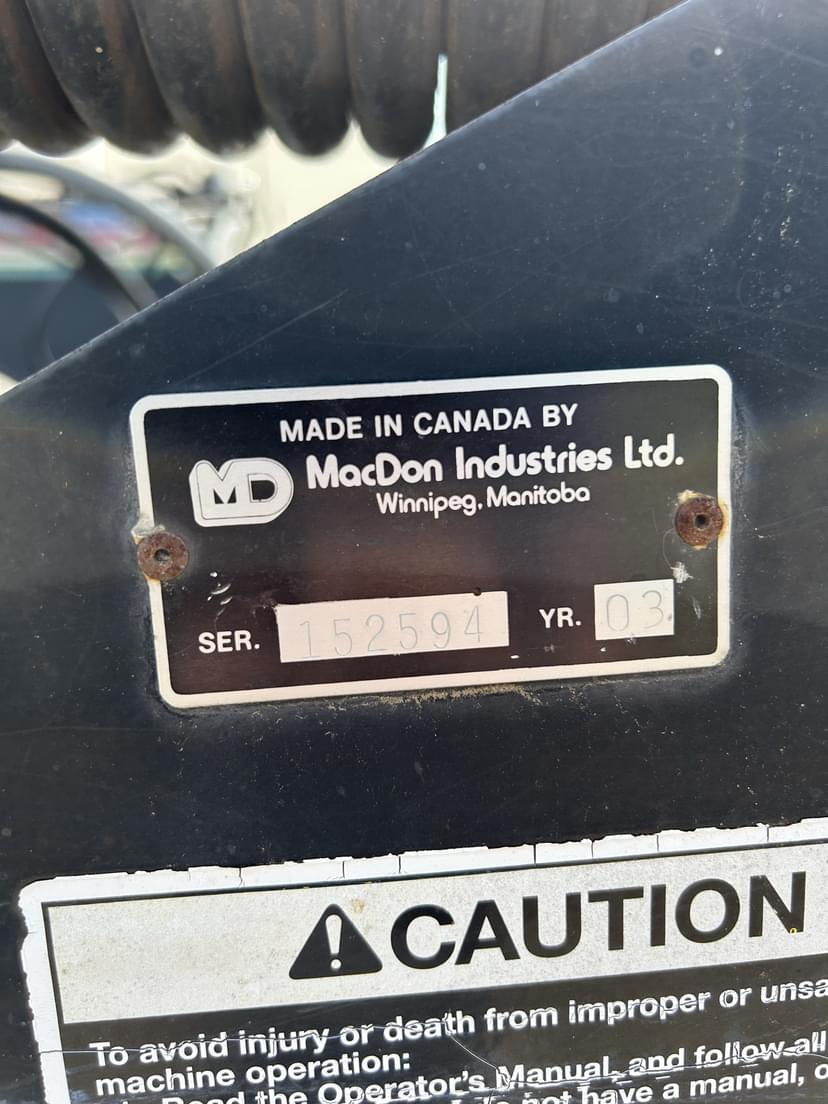 MADE IN CANADA BY
MD MacDon Industries Ltd.
Winnipeg, Manitoba
SER. 152594 YR. 03
CAUTION
To avoid injury or death from improper or unsa
machine operation:
Read the Operator's Manual, and follow all
not have a manual, o